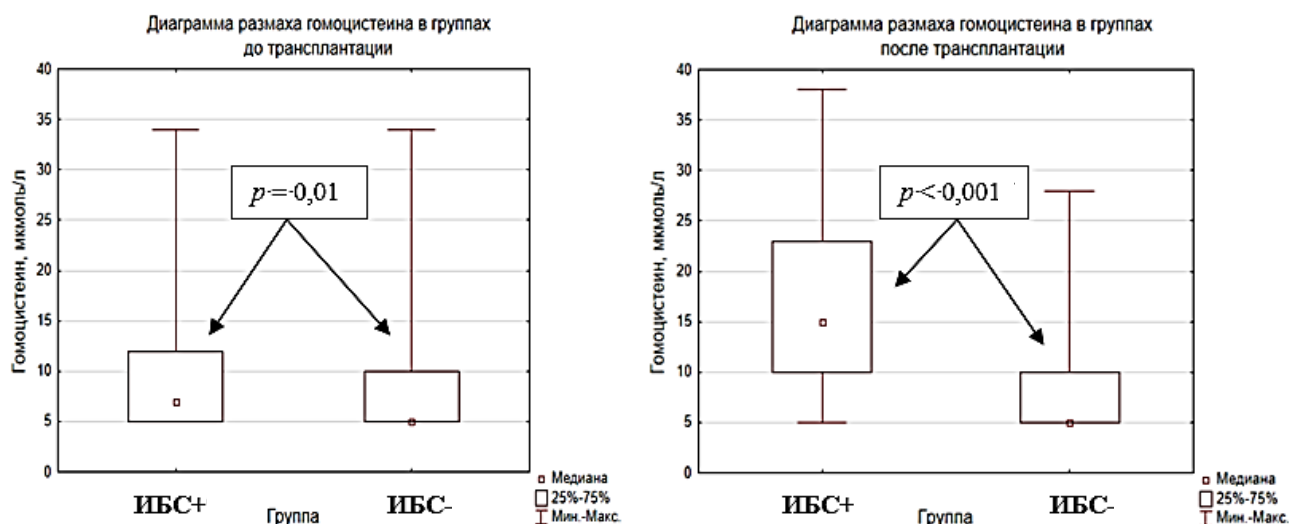 Диаграмма размаха гомоцистеина в группах
до трансплантации
40
35
30
25
20
15
10
5
0
Гомоцистеин, мкмоль/л
p=0,01
ИБС+
ИБС-
Группа
Медиана
25%-75%
Мин.-Макс.
Диаграмма размаха гомоцистеина в группах
после трансплантации
40
35
30
25
20
15
10
5
0
Гомоцистеин, мкмоль/л
p<0,001
ИБС+
ИБС-
Группа
Медиана
25%-75%
Мин.-Макс.